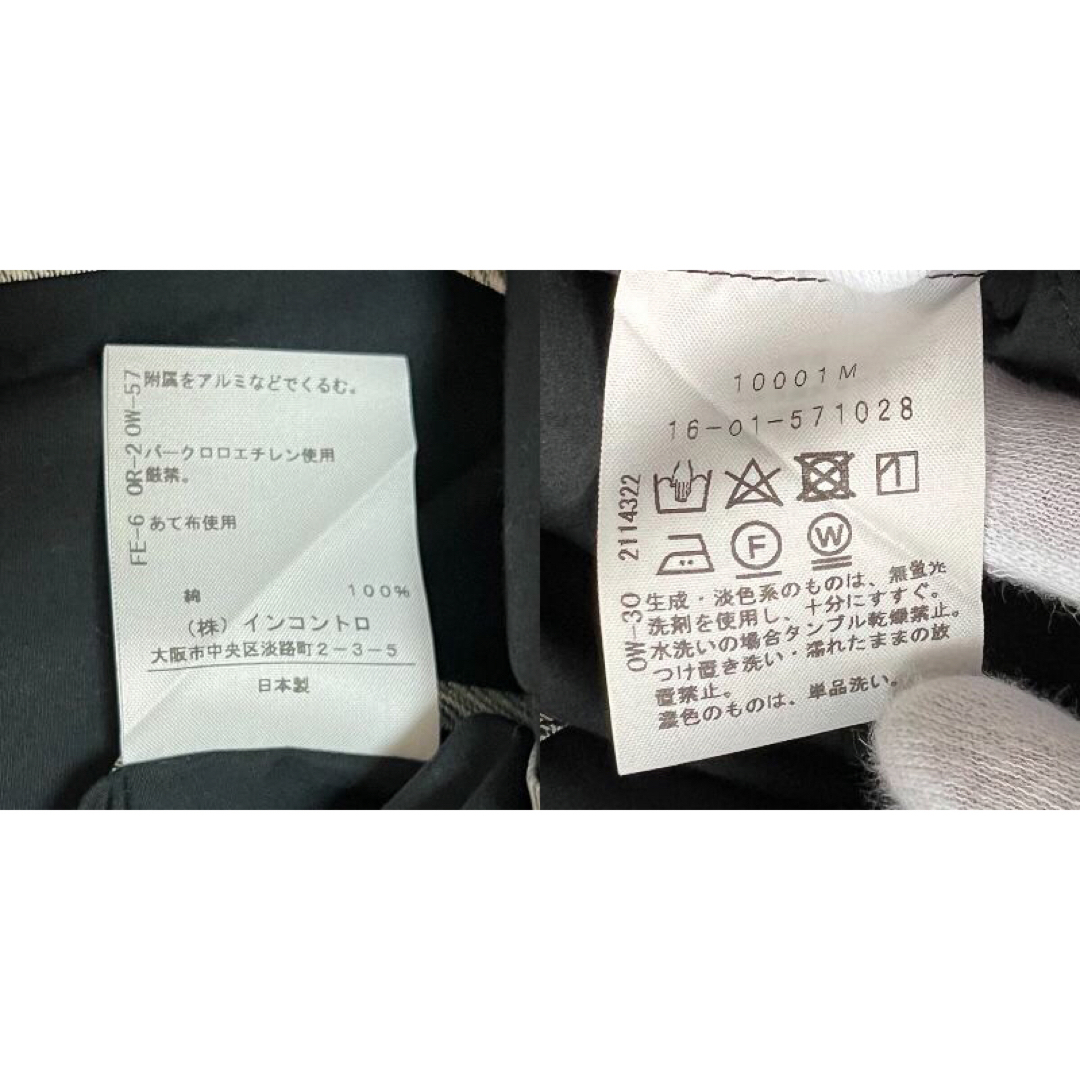 附属をアルミなどでくるむ。
パークロロエチレン使用
厳禁。
あて布使用
FE-6 OR-2 OW-57
綿 100%
(株)インコントロ
大阪市中央区淡路町2-3-5
日本製
10001M
16-01-571028
2114322
F
W
OW-30
生成・淡色系のものは、無蛍光
洗剤を使用し、十分にすすぐ。
水洗いの場合タンブル乾燥禁止。
つけ置き洗い・濡れたままの放
置禁止。
濃色のものは、単品洗い。